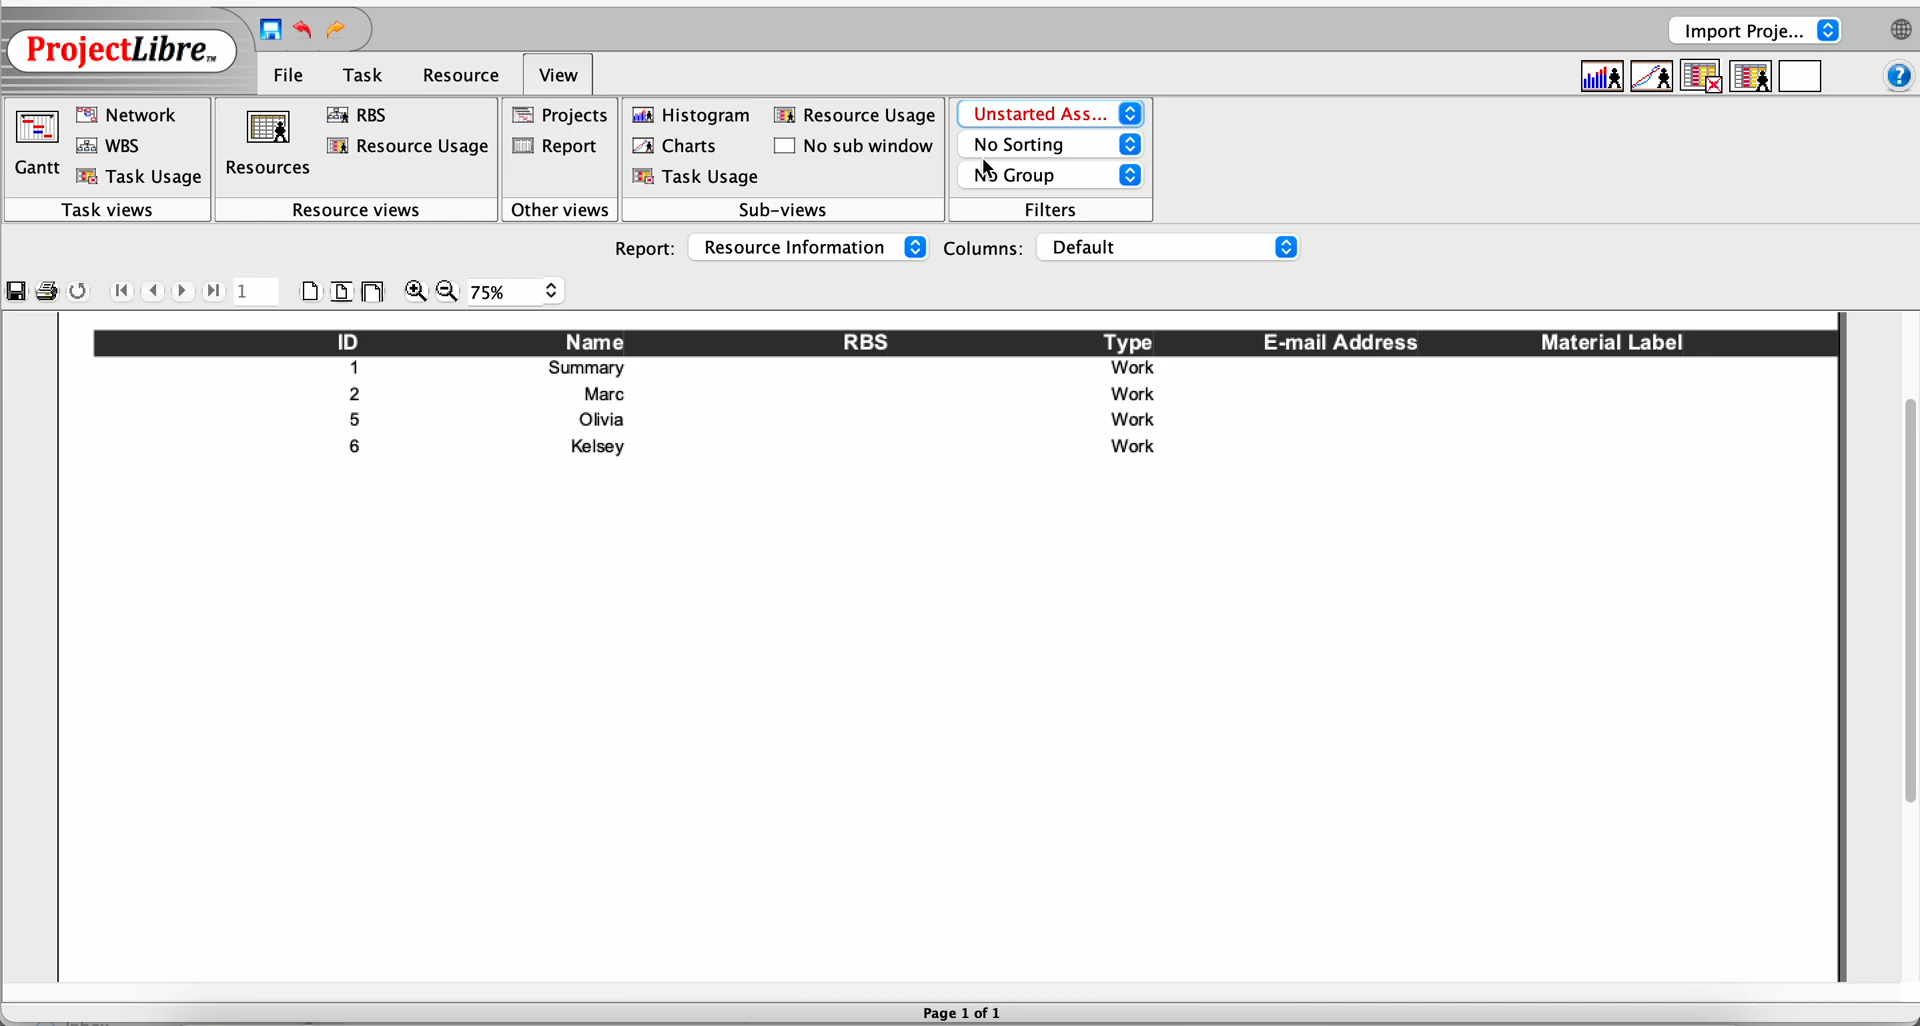 ProjectLibre™
Import Proje...
File Task Resource View
Gantt
Network
WBS
Task Usage
Task views
Resources
RBS
Resource Usage
Resource views
Projects
Report
Other views
Histogram
Charts
Task Usage
Resource Usage
No sub window
Sub-views
Unstarted Ass...
No Sorting
No Group
Filters
Report: Resource Information Columns: Default
1 75%
ID Name RBS Type E-mail Address Material Label
1 Summary Work
2 Marc Work
5 Olivia Work
6 Kelsey Work
Page 1 of 1